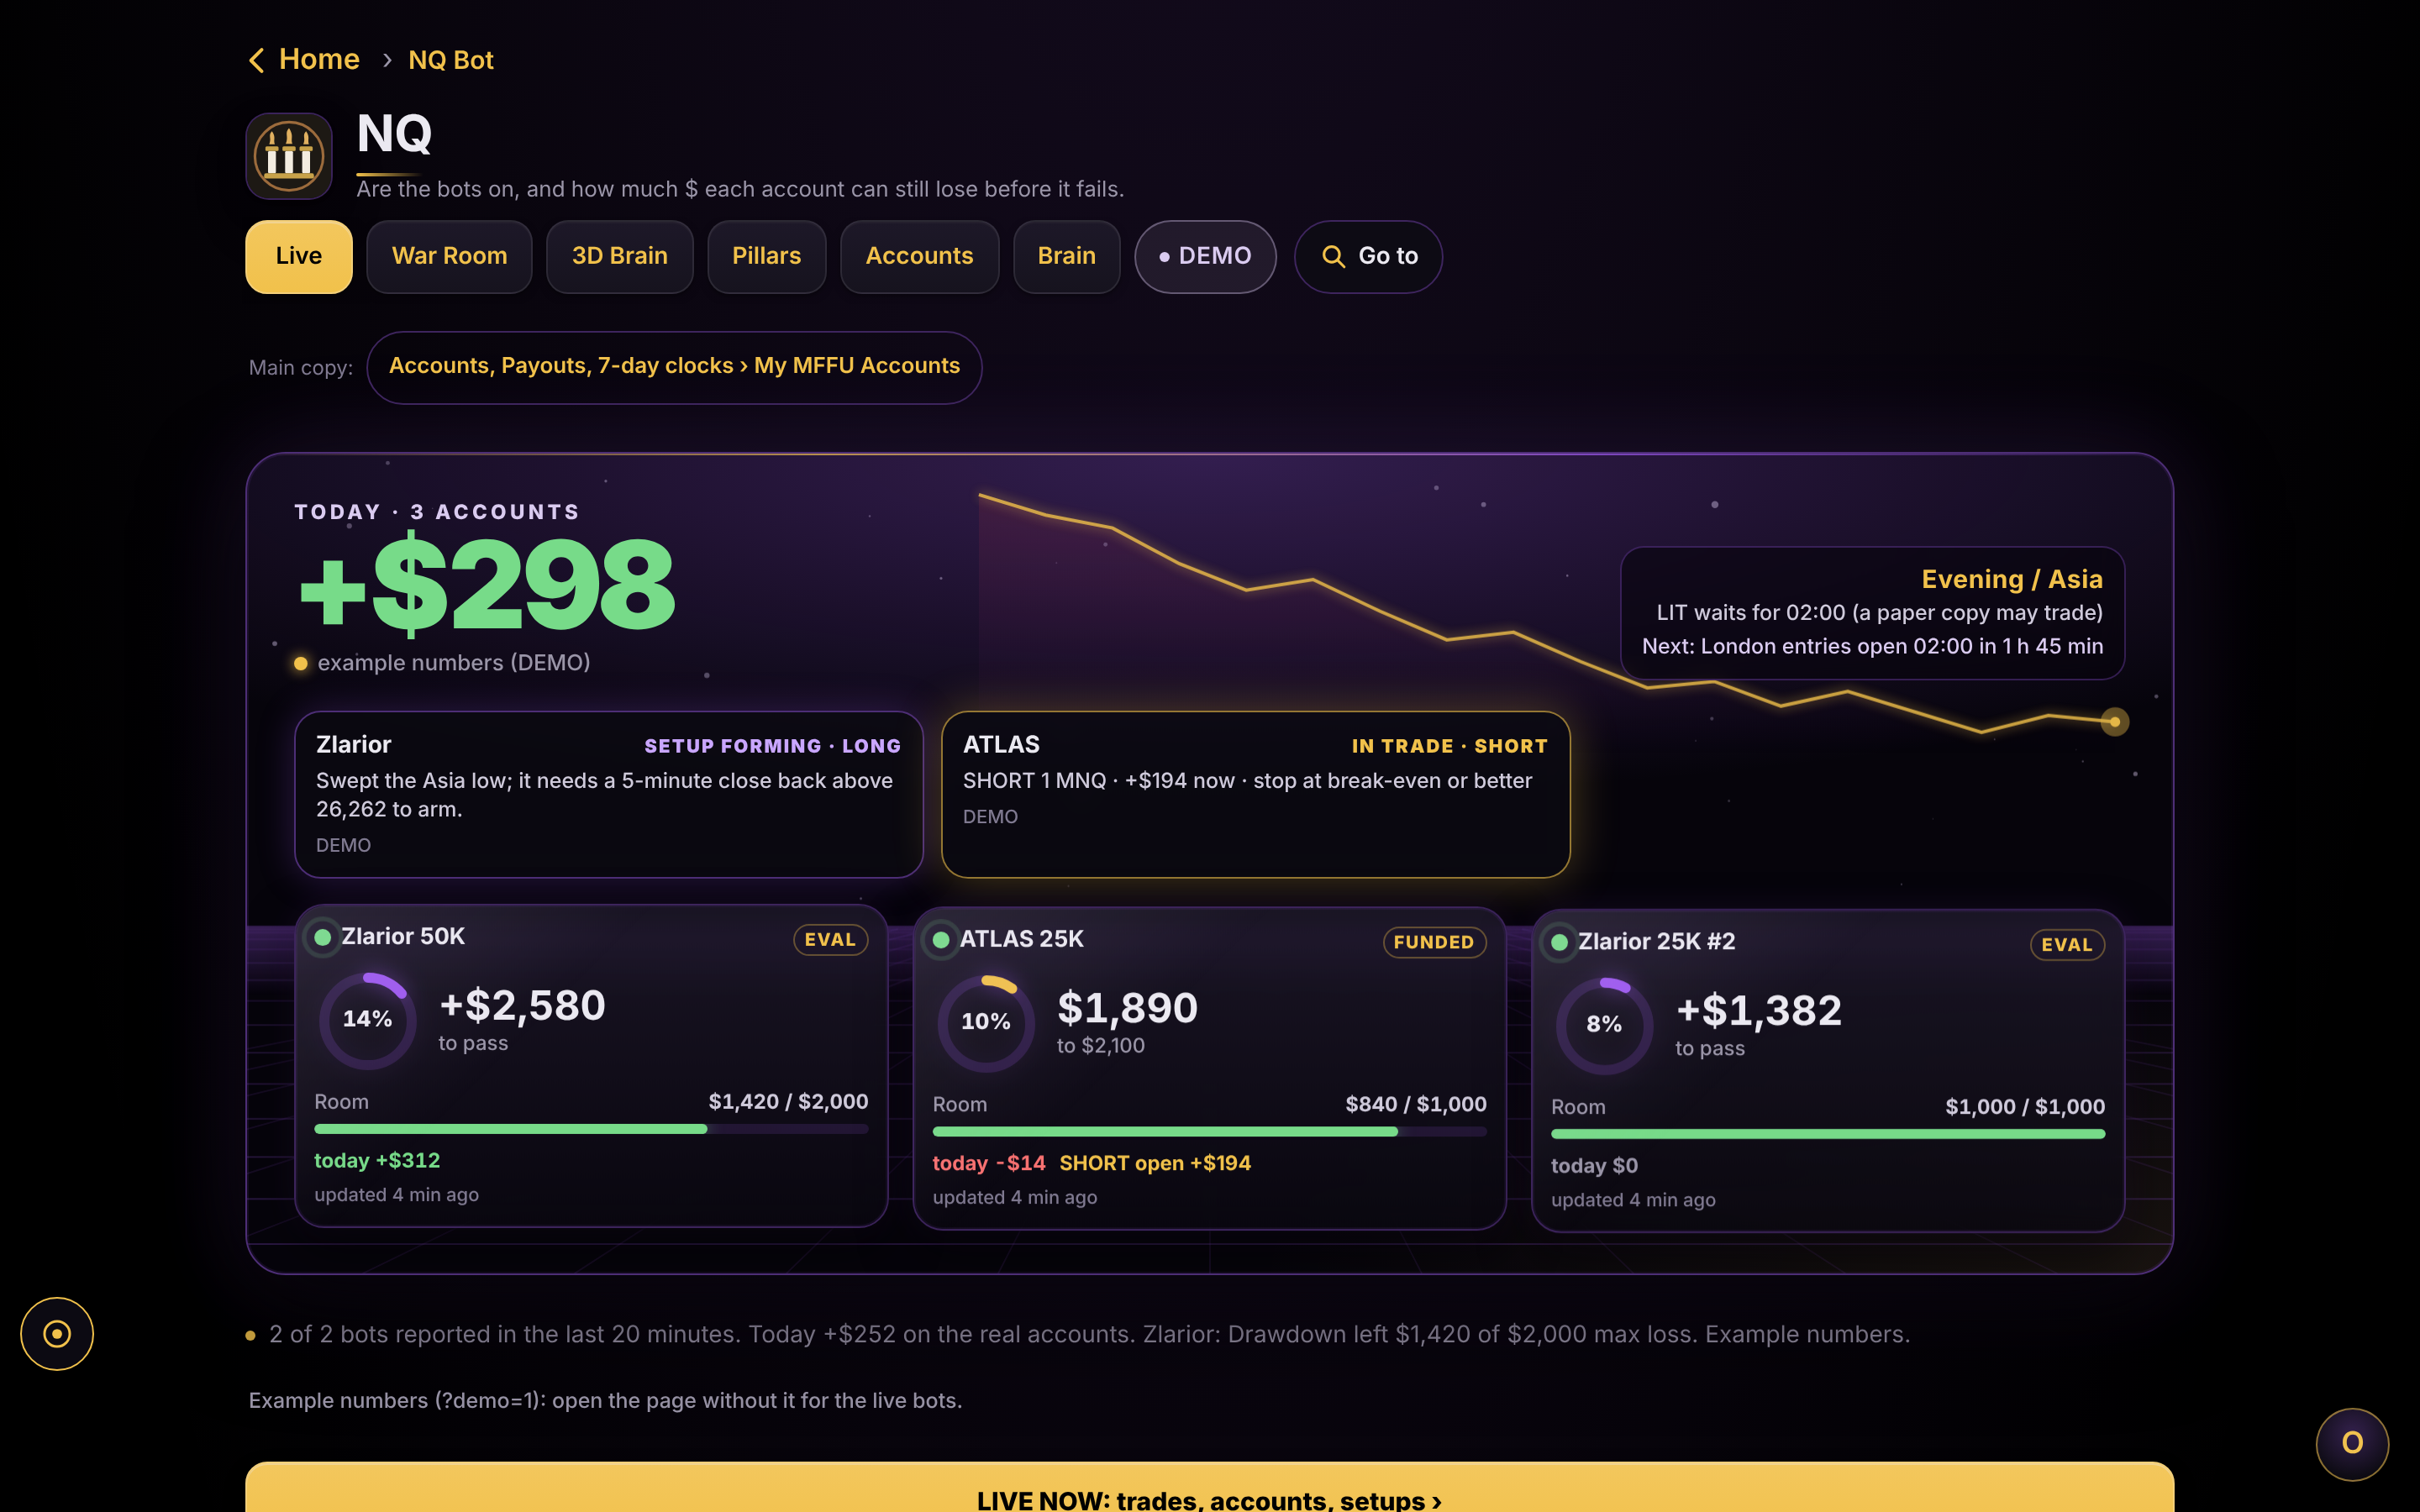 Home › NQ Bot
NQ
Are the bots on, and how much $ each account can still lose before it fails.
Live
War Room
3D Brain
Pillars
Accounts
Brain
DEMO
Go to
Main copy:
Accounts, Payouts, 7-day clocks › My MFFU Accounts
TODAY · 3 ACCOUNTS
+$298
example numbers (DEMO)
Evening / Asia
LIT waits for 02:00 (a paper copy may trade)
Next: London entries open 02:00 in 1 h 45 min
Zlarior
SETUP FORMING · LONG
Swept the Asia low; it needs a 5-minute close back above
26,262 to arm.
DEMO
ATLAS
IN TRADE · SHORT
SHORT 1 MNQ · +$194 now · stop at break-even or better
DEMO
Zlarior 50K
EVAL
14%
+$2,580
to pass
Room
$1,420 / $2,000
today +$312
updated 4 min ago
ATLAS 25K
FUNDED
10%
$1,890
to $2,100
Room
$840 / $1,000
today -$14 SHORT open +$194
updated 4 min ago
Zlarior 25K #2
EVAL
8%
+$1,382
to pass
Room
$1,000 / $1,000
today $0
updated 4 min ago
2 of 2 bots reported in the last 20 minutes. Today +$252 on the real accounts. Zlarior: Drawdown left $1,420 of $2,000 max loss. Example numbers.
Example numbers (?demo=1): open the page without it for the live bots.
LIVE NOW: trades, accounts, setups ›
O